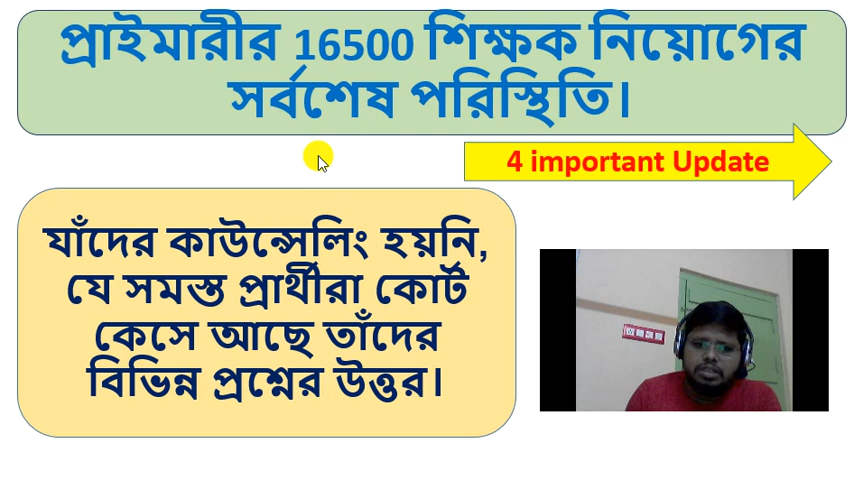 প্রাইমারীর 16500 শিক্ষক নিয়োগের
সর্বশেষ পরিস্থিতি।
4 important Update
যাঁদের কাউন্সেলিং হয়নি,
যে সমস্ত প্রার্থীরা কোর্ট
কেসে আছে তাঁদের
বিভিন্ন প্রশ্নের উত্তর।